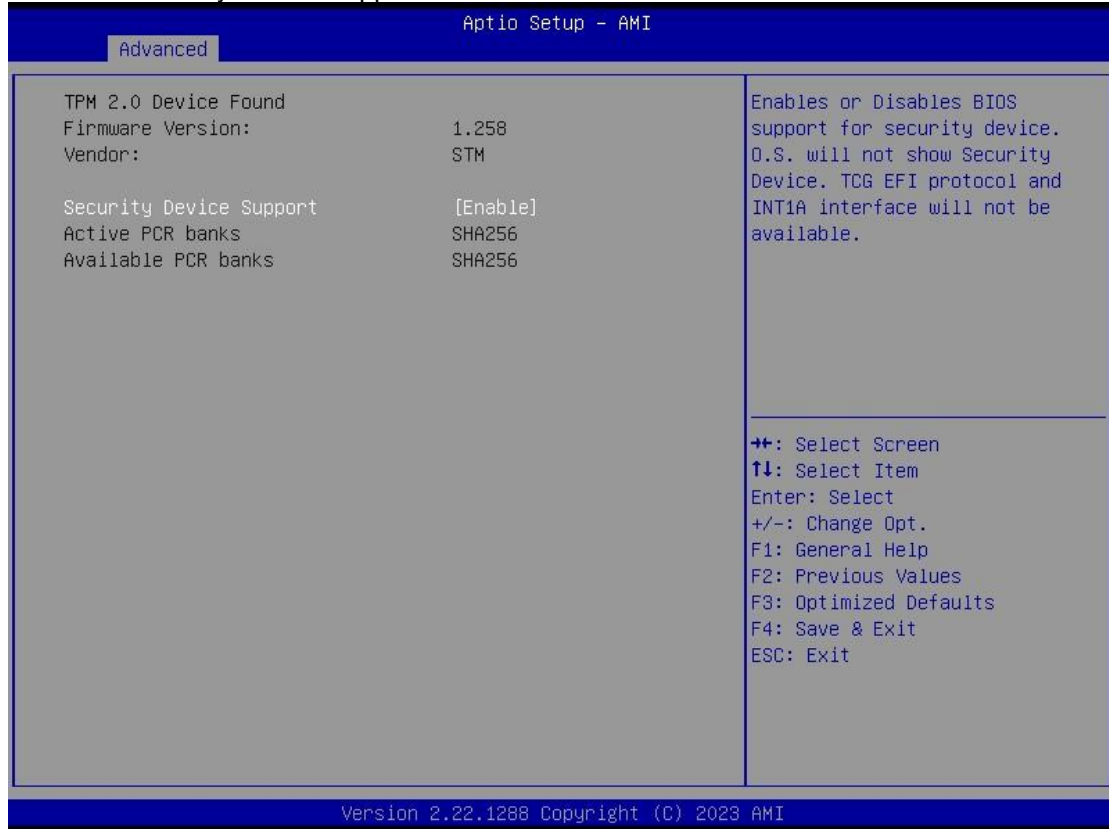 Aptio Setup - AMI
Advanced
TPM 2.0 Device Found
Firmware Version: 1.258
Vendor: STM
Security Device Support [Enable]
Active PCR banks SHA256
Available PCR banks SHA256
Enables or Disables BIOS
support for security device.
O.S. will not show Security
Device. TCG EFI protocol and
INT1A interface will not be
available.
→←: Select Screen
↑↓: Select Item
Enter: Select
+/-: Change Opt.
F1: General Help
F2: Previous Values
F3: Optimized Defaults
F4: Save & Exit
ESC: Exit
Version 2.22.1288 Copyright (C) 2023 AMI